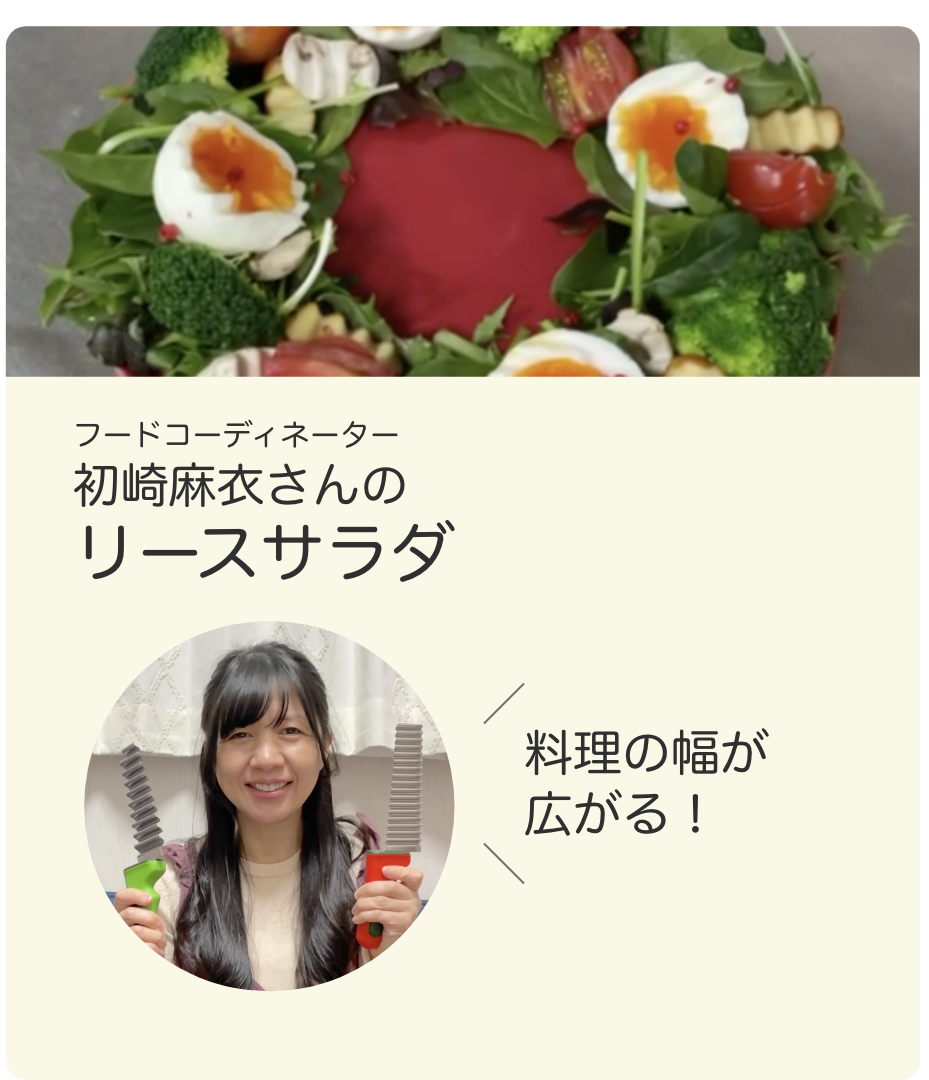 フードコーディネーター
初崎麻衣さんの
リースサラダ
料理の幅が
広がる！